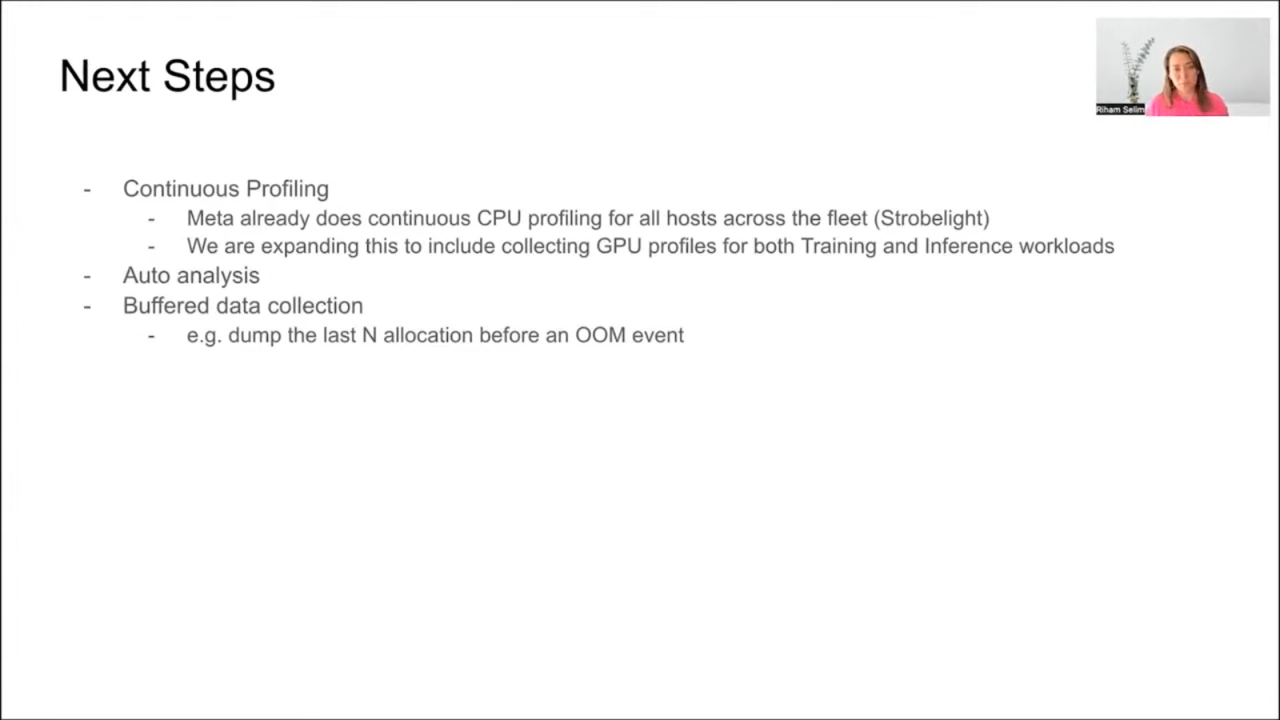 Next Steps
Riham Selim
- Continuous Profiling
- Meta already does continuous CPU profiling for all hosts across the fleet (Strobelight)
- We are expanding this to include collecting GPU profiles for both Training and Inference workloads
- Auto analysis
- Buffered data collection
- e.g. dump the last N allocation before an OOM event